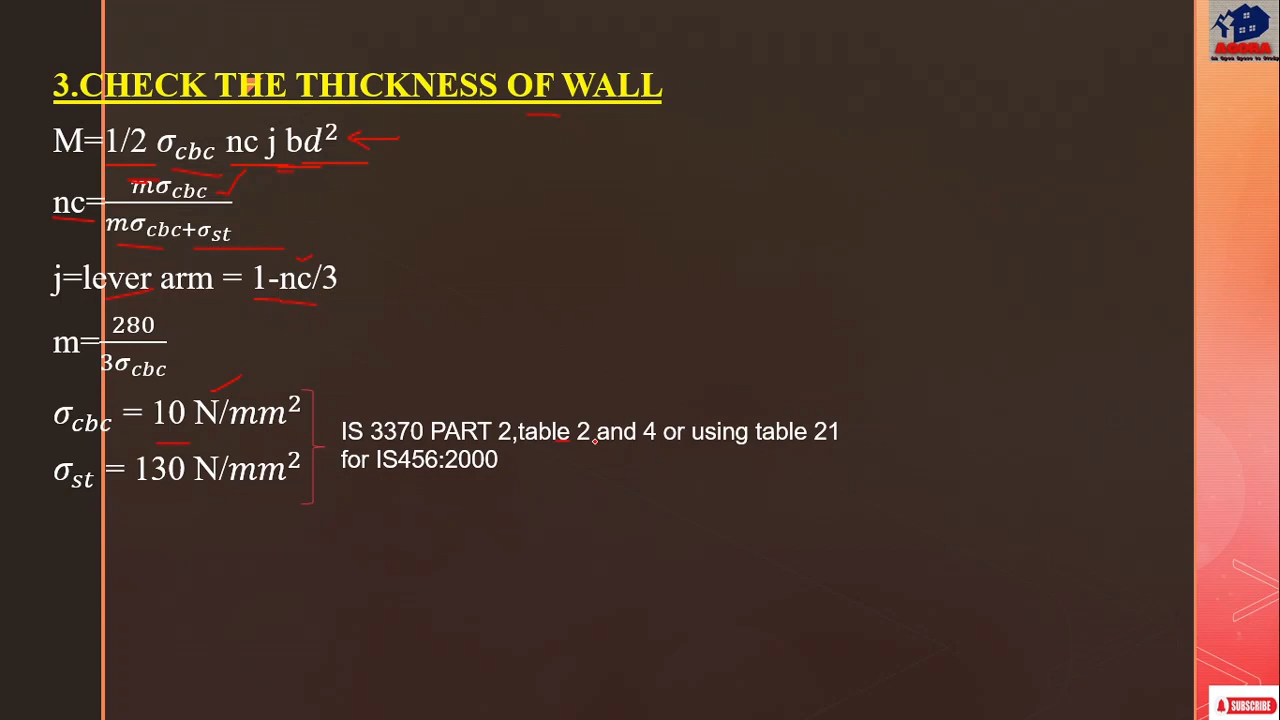 AGORA
3.CHECK THE THICKNESS OF WALL
M=1/2 σcbc nc j bd²
nc=mσcbc/mσcbc+σst
j=lever arm = 1-nc/3
m=280/3σcbc
σcbc = 10 N/mm²
σst = 130 N/mm²
IS 3370 PART 2,table 2,and 4 or using table 21
for IS456:2000
SUBSCRIBE